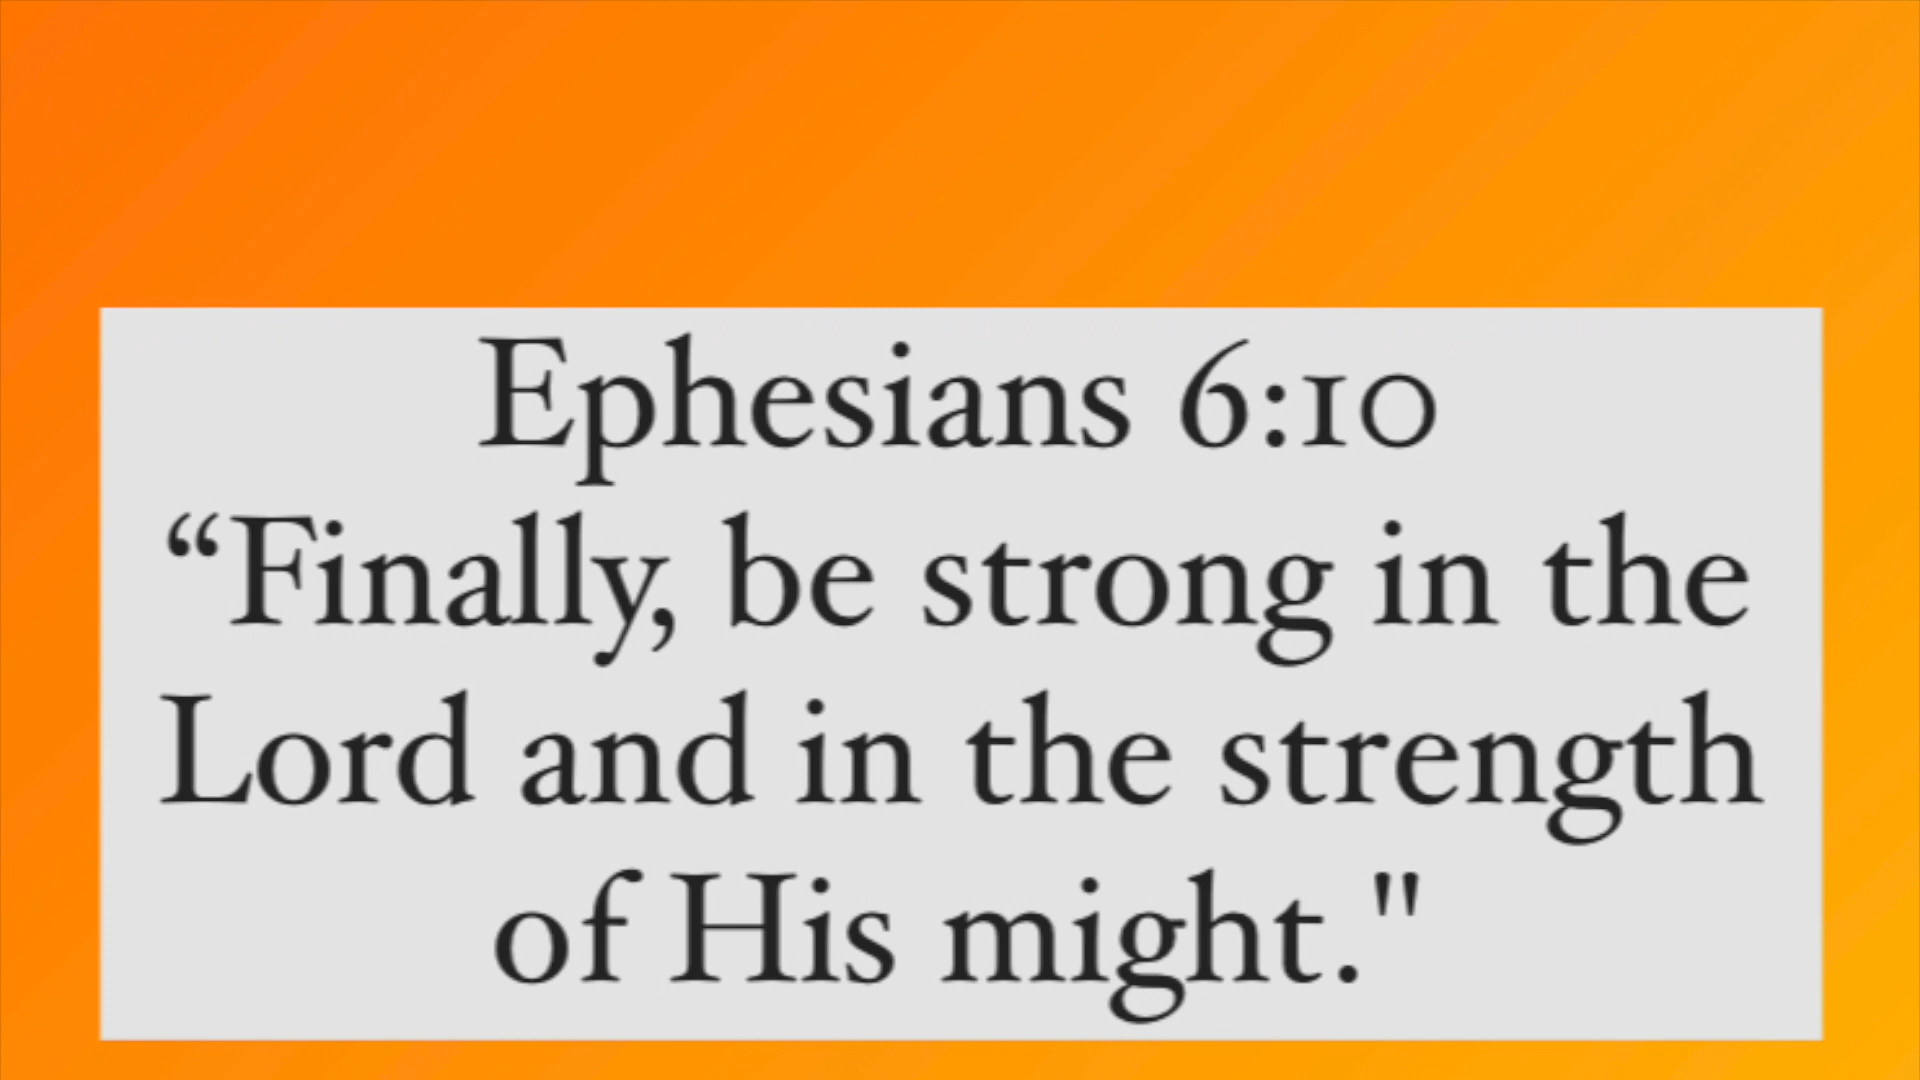 Ephesians 6:10
“Finally, be strong in the
Lord and in the strength
of His might."